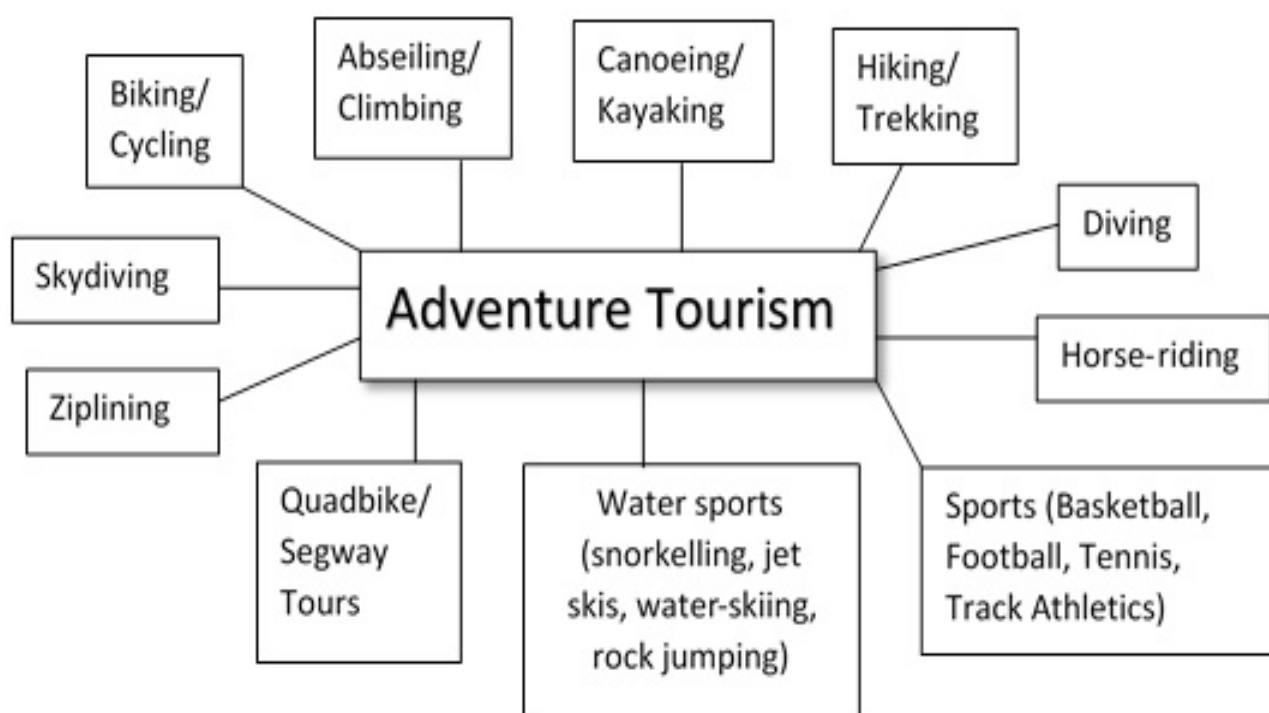 Biking/
Cycling
Abseiling/
Climbing
Canoeing/
Kayaking
Hiking/
Trekking
Diving
Skydiving
Adventure Tourism
Horse-riding
Ziplining
Quadbike/
Segway
Tours
Water sports
(snorkelling, jet
skis, water-skiing,
rock jumping)
Sports (Basketball,
Football, Tennis,
Track Athletics)